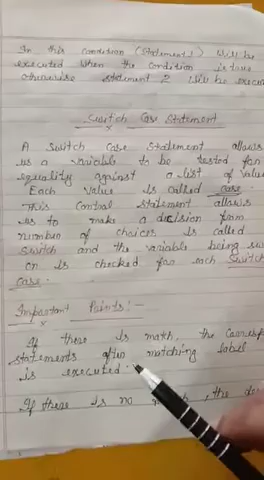 In this condition (Statement 1) will be
executed when the condition is true
otherwise statement 2 will be
Switch Case Statement
A Switch Case Statement allows
us a variable to be tested for
equality against a list of value
Each value is called case.
This Control statement allows
us to make a decision from
number of choices is called
Switch and the variable being
on is checked for each Switch
case.
Important Points:-
If there is match, the
statements after matching label
is executed.
If there is no , the